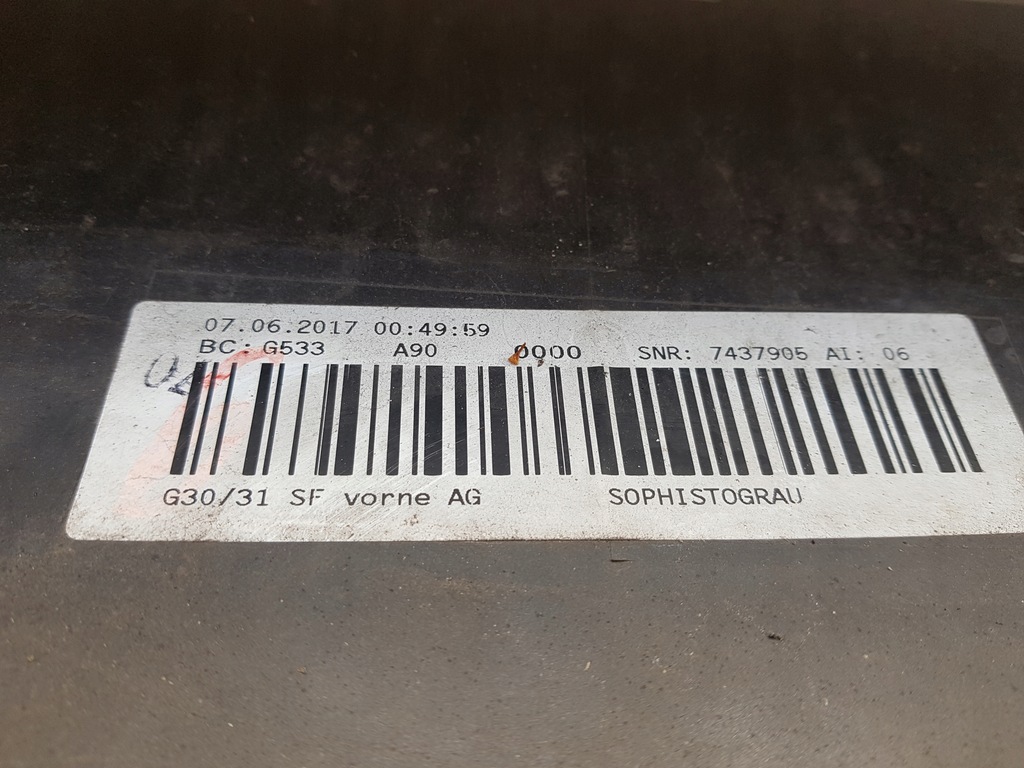 07.06.2017 00:49:59
BC: G533 A90 0000 SNR: 7437905 AI: 06
G30/31 SF vorne AG SOPHISTOGRAU